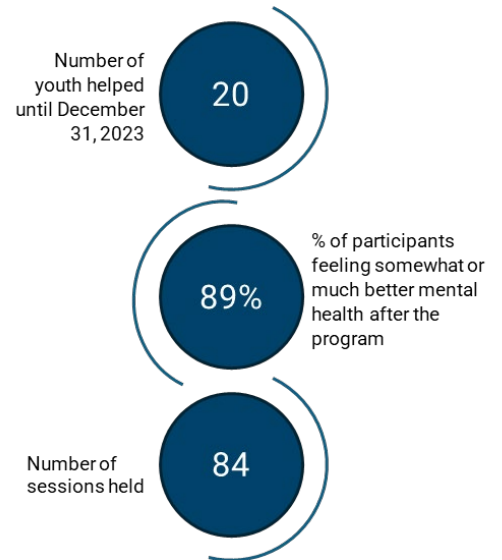 Number of
youth helped
until December
31, 2023
20
89%
% of participants
feeling somewhat or
much better mental
health after the
program
Number of
sessions held
84